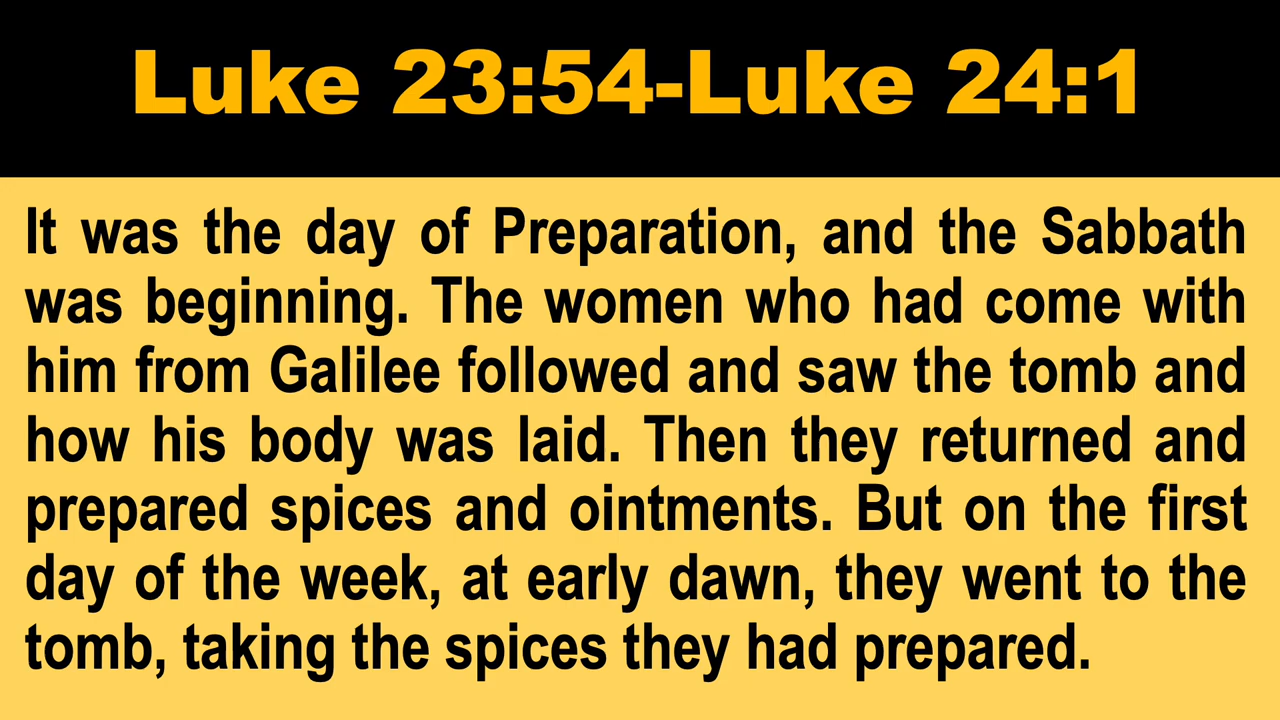 Luke 23:54-Luke 24:1
It was the day of Preparation, and the Sabbath
was beginning. The women who had come with
him from Galilee followed and saw the tomb and
how his body was laid. Then they returned and
prepared spices and ointments. But on the first
day of the week, at early dawn, they went to the
tomb, taking the spices they had prepared.